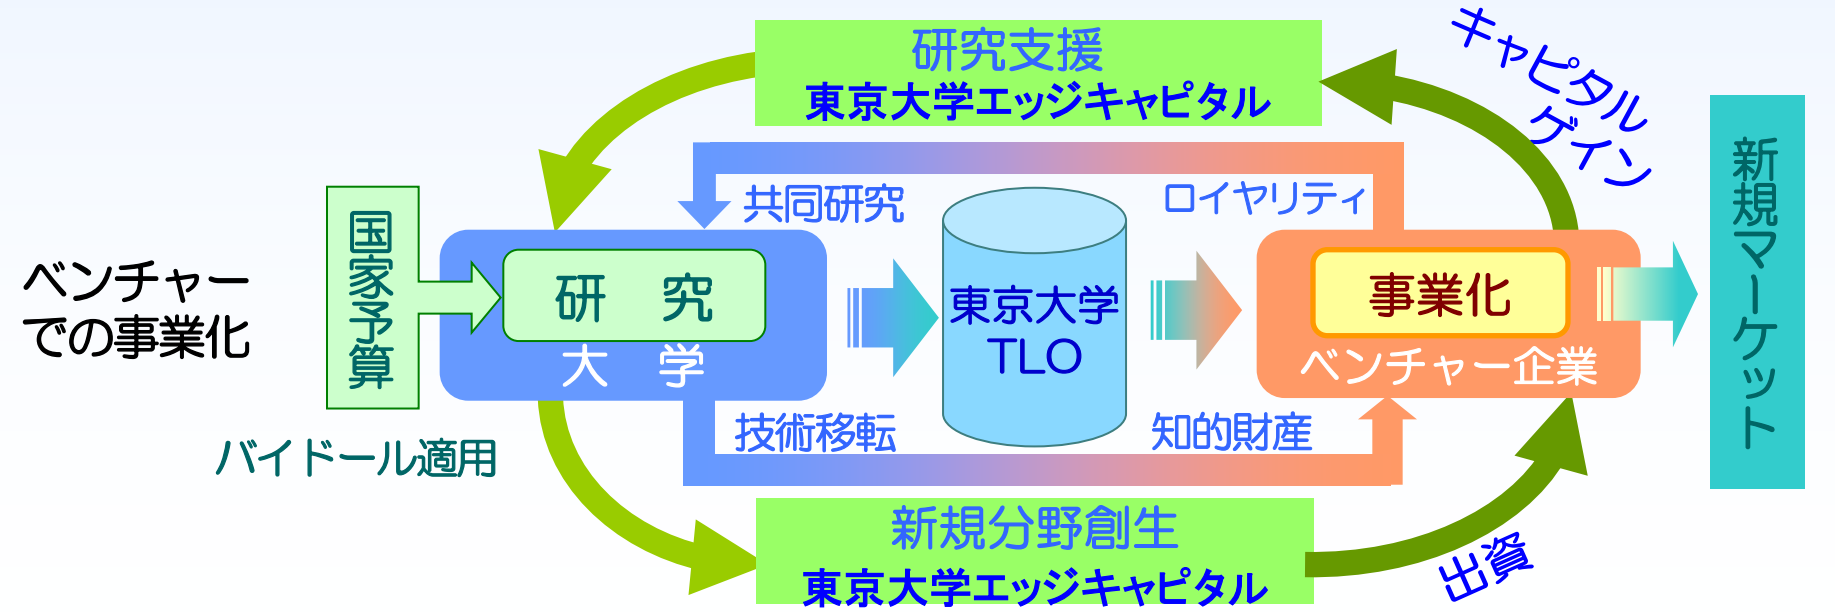 ベンチャー
での事業化
国家予算
バイドール適用
研究支援
東京大学エッジキャピタル
キャピタル
ゲイン
共同研究
ロイヤリティ
研　究
大　学
東京大学
TLO
事業化
ベンチャー企業
新規マーケット
技術移転
知的財産
新規分野創生
東京大学エッジキャピタル
出資